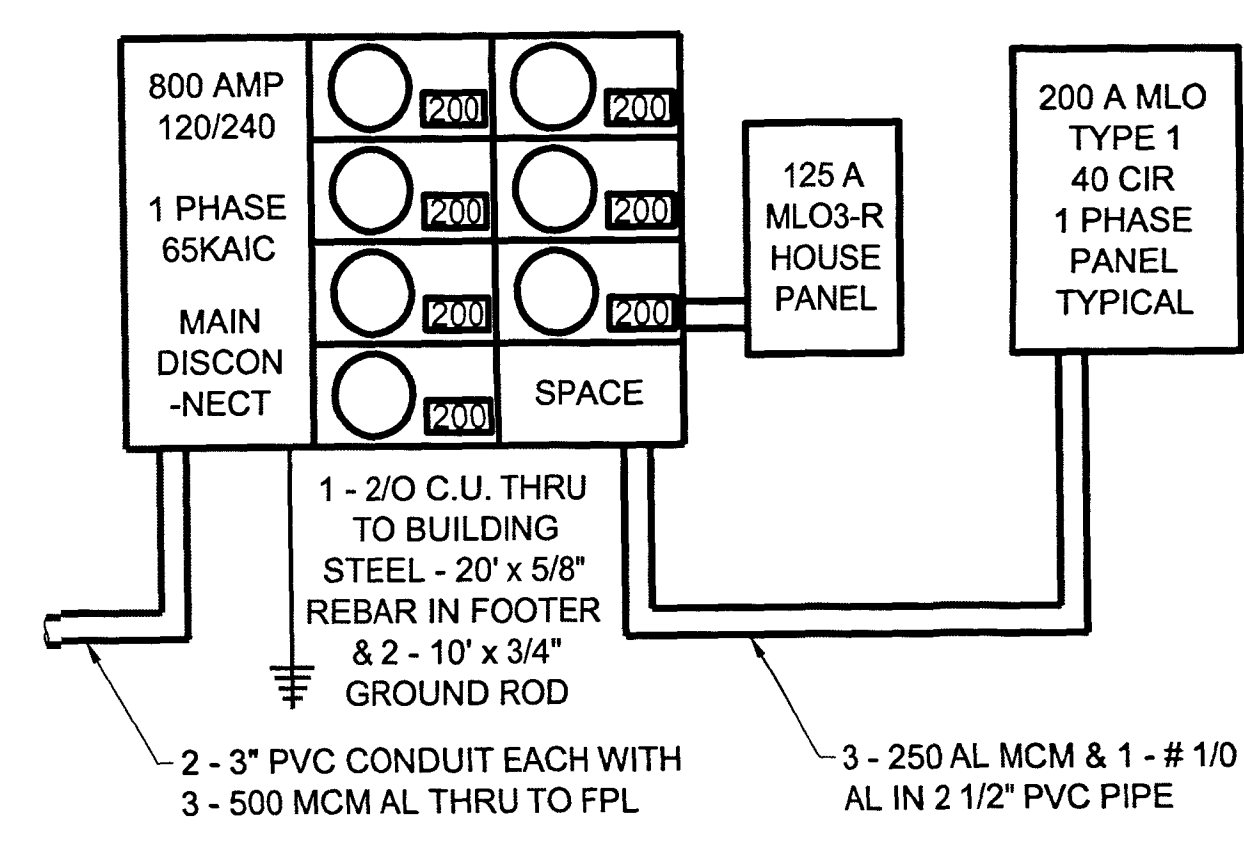 800 AMP
120/240
1 PHASE
65KAIC
MAIN
DISCON
-NECT
200
200
200
200
200
200
200
SPACE
125 A
MLO3-R
HOUSE
PANEL
200 A MLO
TYPE 1
40 CIR
1 PHASE
PANEL
TYPICAL
1 - 2/O C.U. THRU
TO BUILDING
STEEL - 20' x 5/8"
REBAR IN FOOTER
& 2 - 10' x 3/4"
GROUND ROD
2 - 3" PVC CONDUIT EACH WITH
3 - 500 MCM AL THRU TO FPL
3 - 250 AL MCM & 1 - # 1/0
AL IN 2 1/2" PVC PIPE